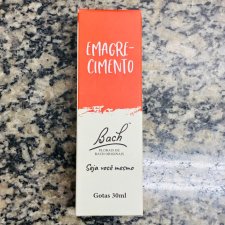 EMAGRE-
CIMENTO
Bach
FLORAIS DE
BACH ORIGINAIS
Seja você mesmo
Gotas 30ml